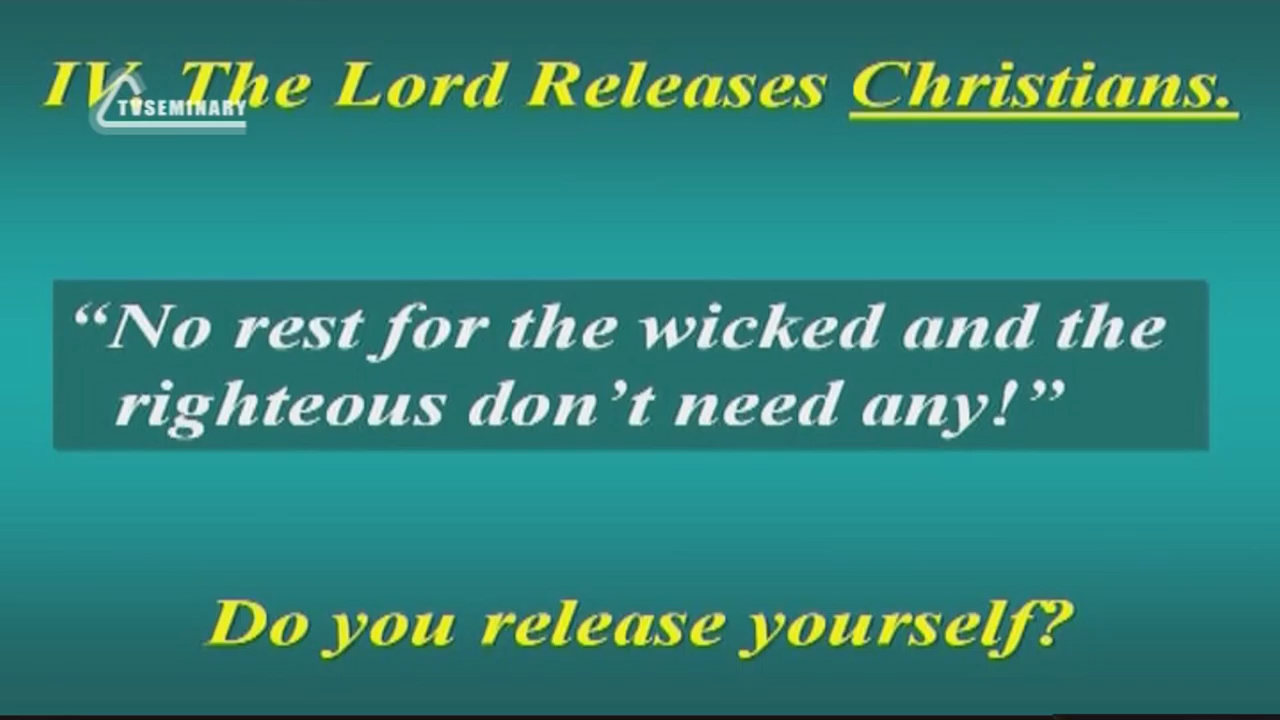 IV. The Lord Releases Christians.
TVSEMINARY
“No rest for the wicked and the
righteous don’t need any!”
Do you release yourself?